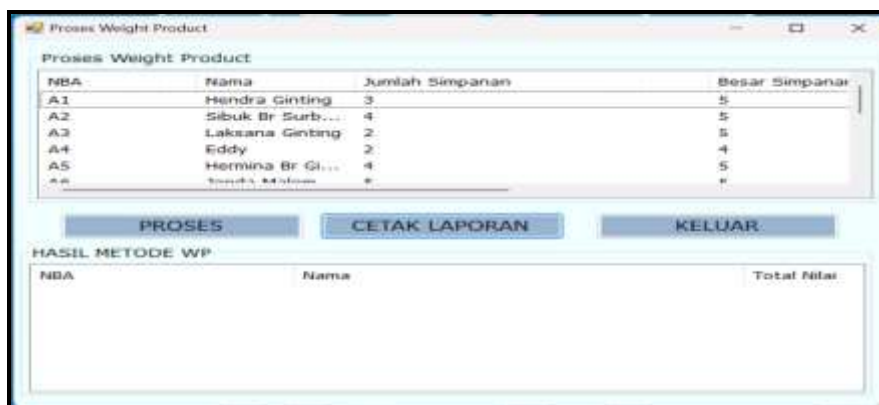 Proses Weight Product
Proses Weight Product
NBA Nama Jumlah Simpanan Besar Simpanar
A1 Hendra Ginting 3 5
A2 Sibuk Br Surb... 4 5
A3 Laksana Ginting 2 5
A4 Eddy 2 4
A5 Hermina Br Gi... 4 5
PROSES CETAK LAPORAN KELUAR
HASIL METODE WP
NBA Nama Total Nilai